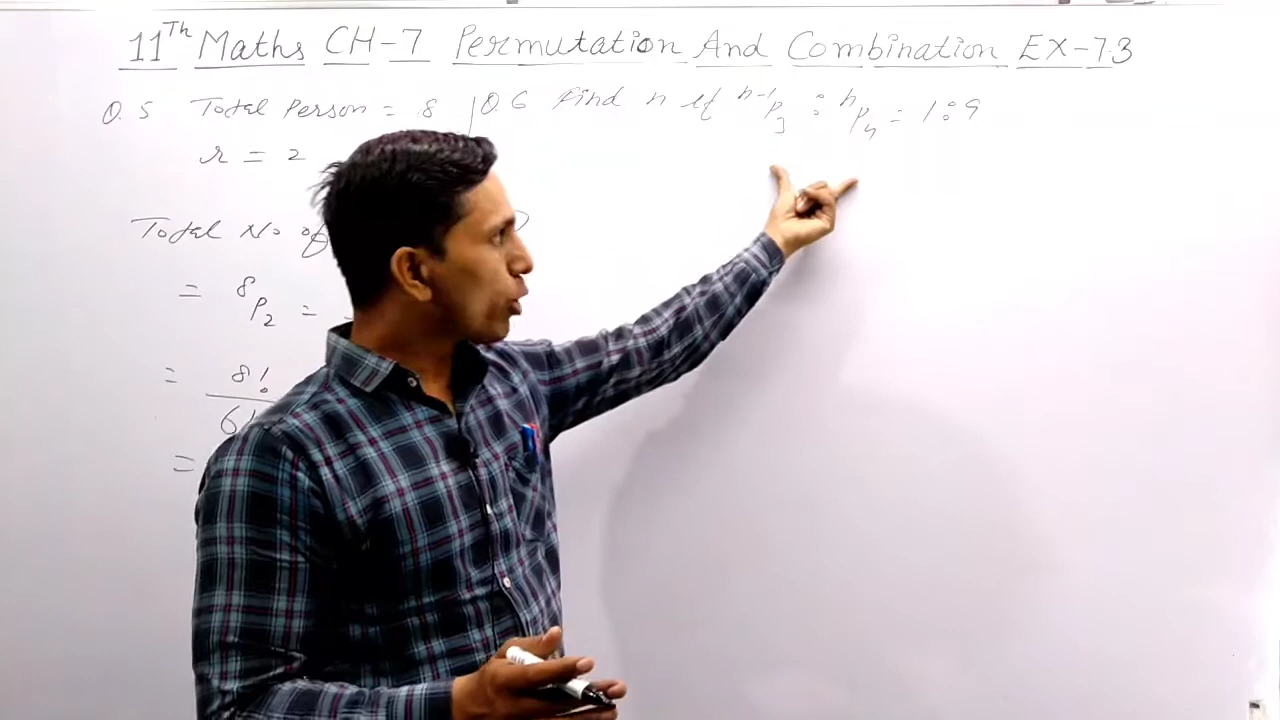 11Th Maths CH-7 Permutation And Combination EX-7.3
Q.5 Total Person = 8
r = 2
Total No of
= 8P2 =
= 8!
6!
=
Q.6 Find n if n-1P3 : nP4 = 1:9